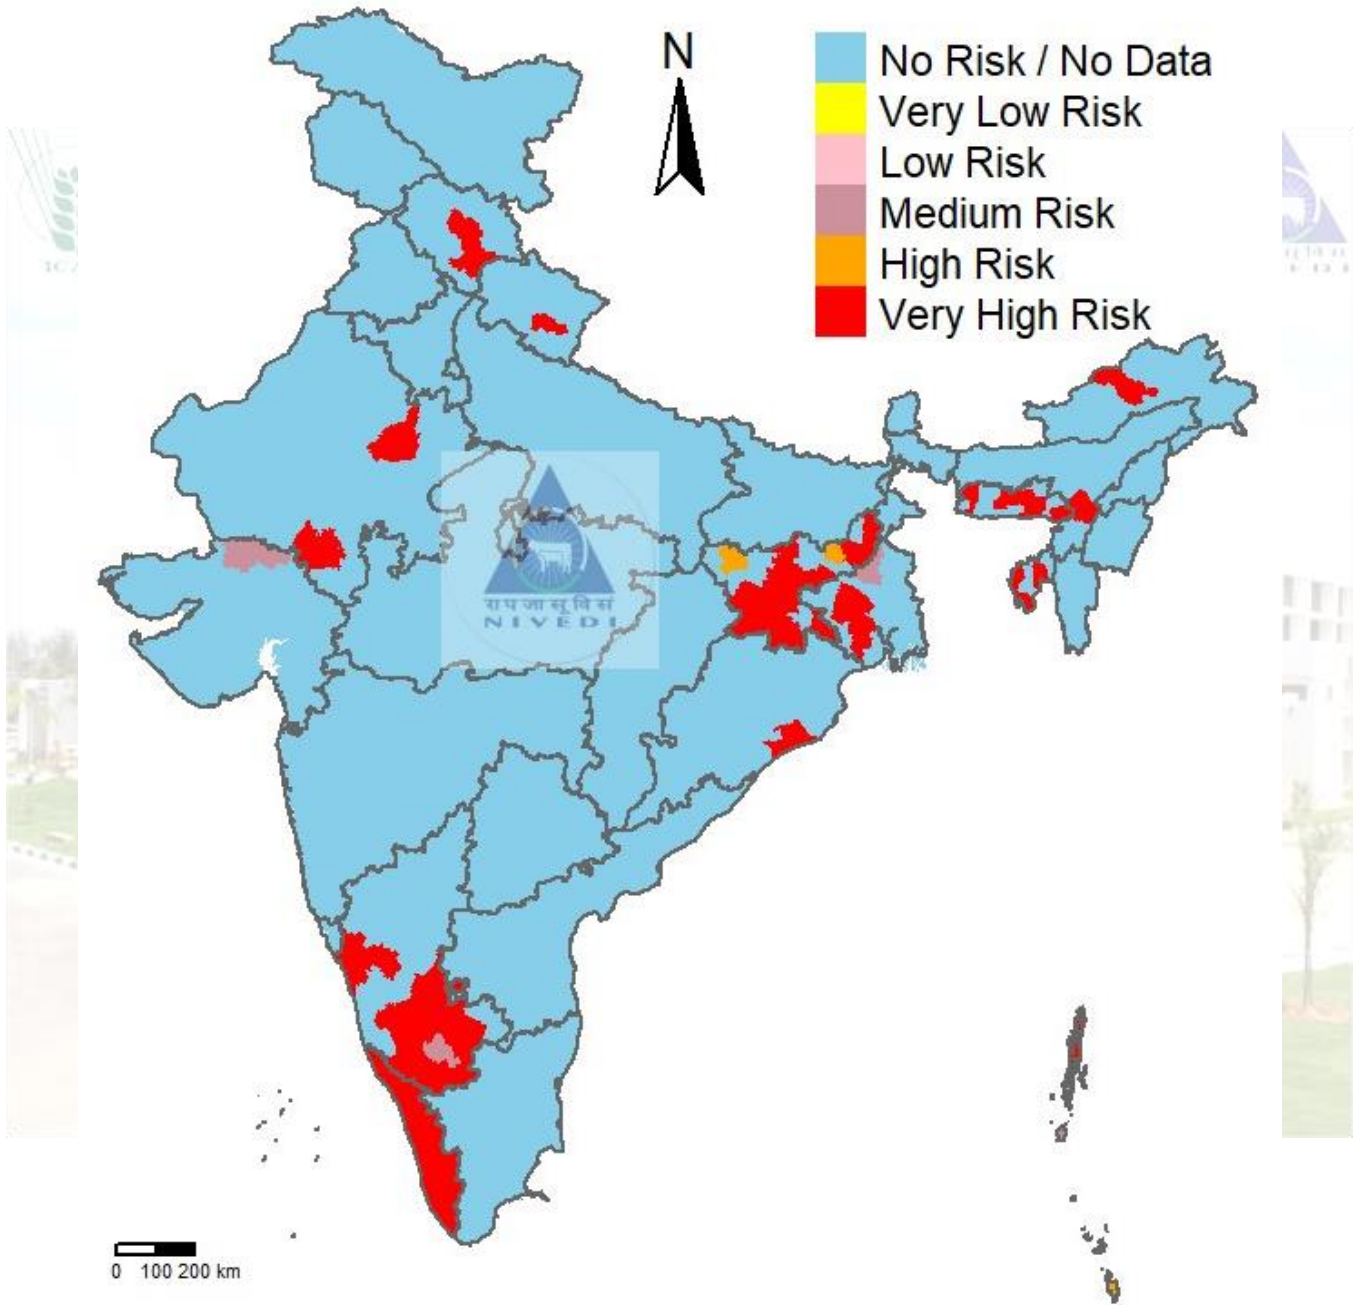 N
No Risk / No Data
Very Low Risk
Low Risk
Medium Risk
High Risk
Very High Risk
रापजासूविसं
NIVEDI
0 100 200 km